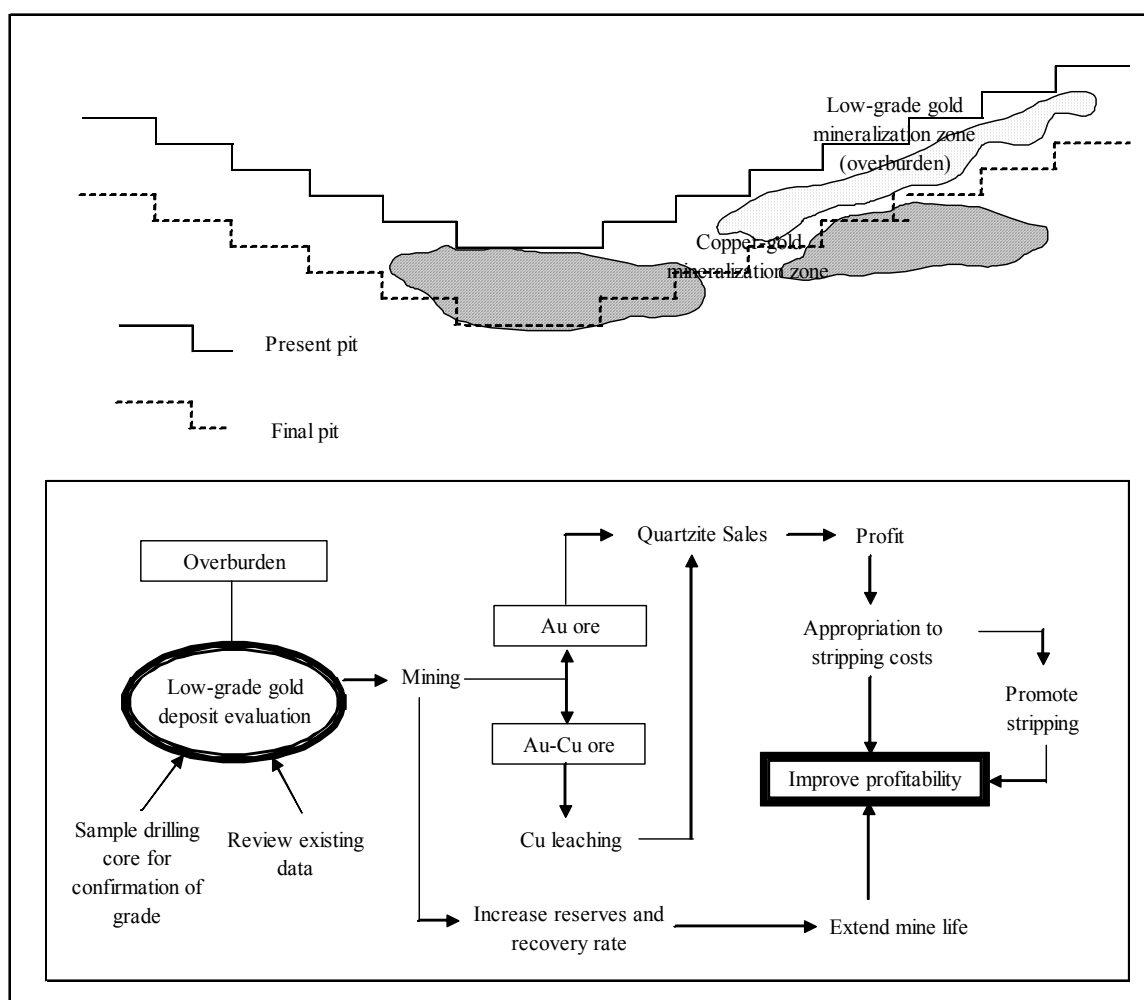 Low-grade gold
mineralization zone
(overburden)
Copper-gold
mineralization zone
Present pit
Final pit
Overburden
Low-grade gold
deposit evaluation
Sample drilling
core for
confirmation of
grade
Review existing
data
Mining
Au ore
Au-Cu ore
Cu leaching
Quartzite Sales
Profit
Appropriation to
stripping costs
Promote
stripping
Improve profitability
Increase reserves and
recovery rate
Extend mine life